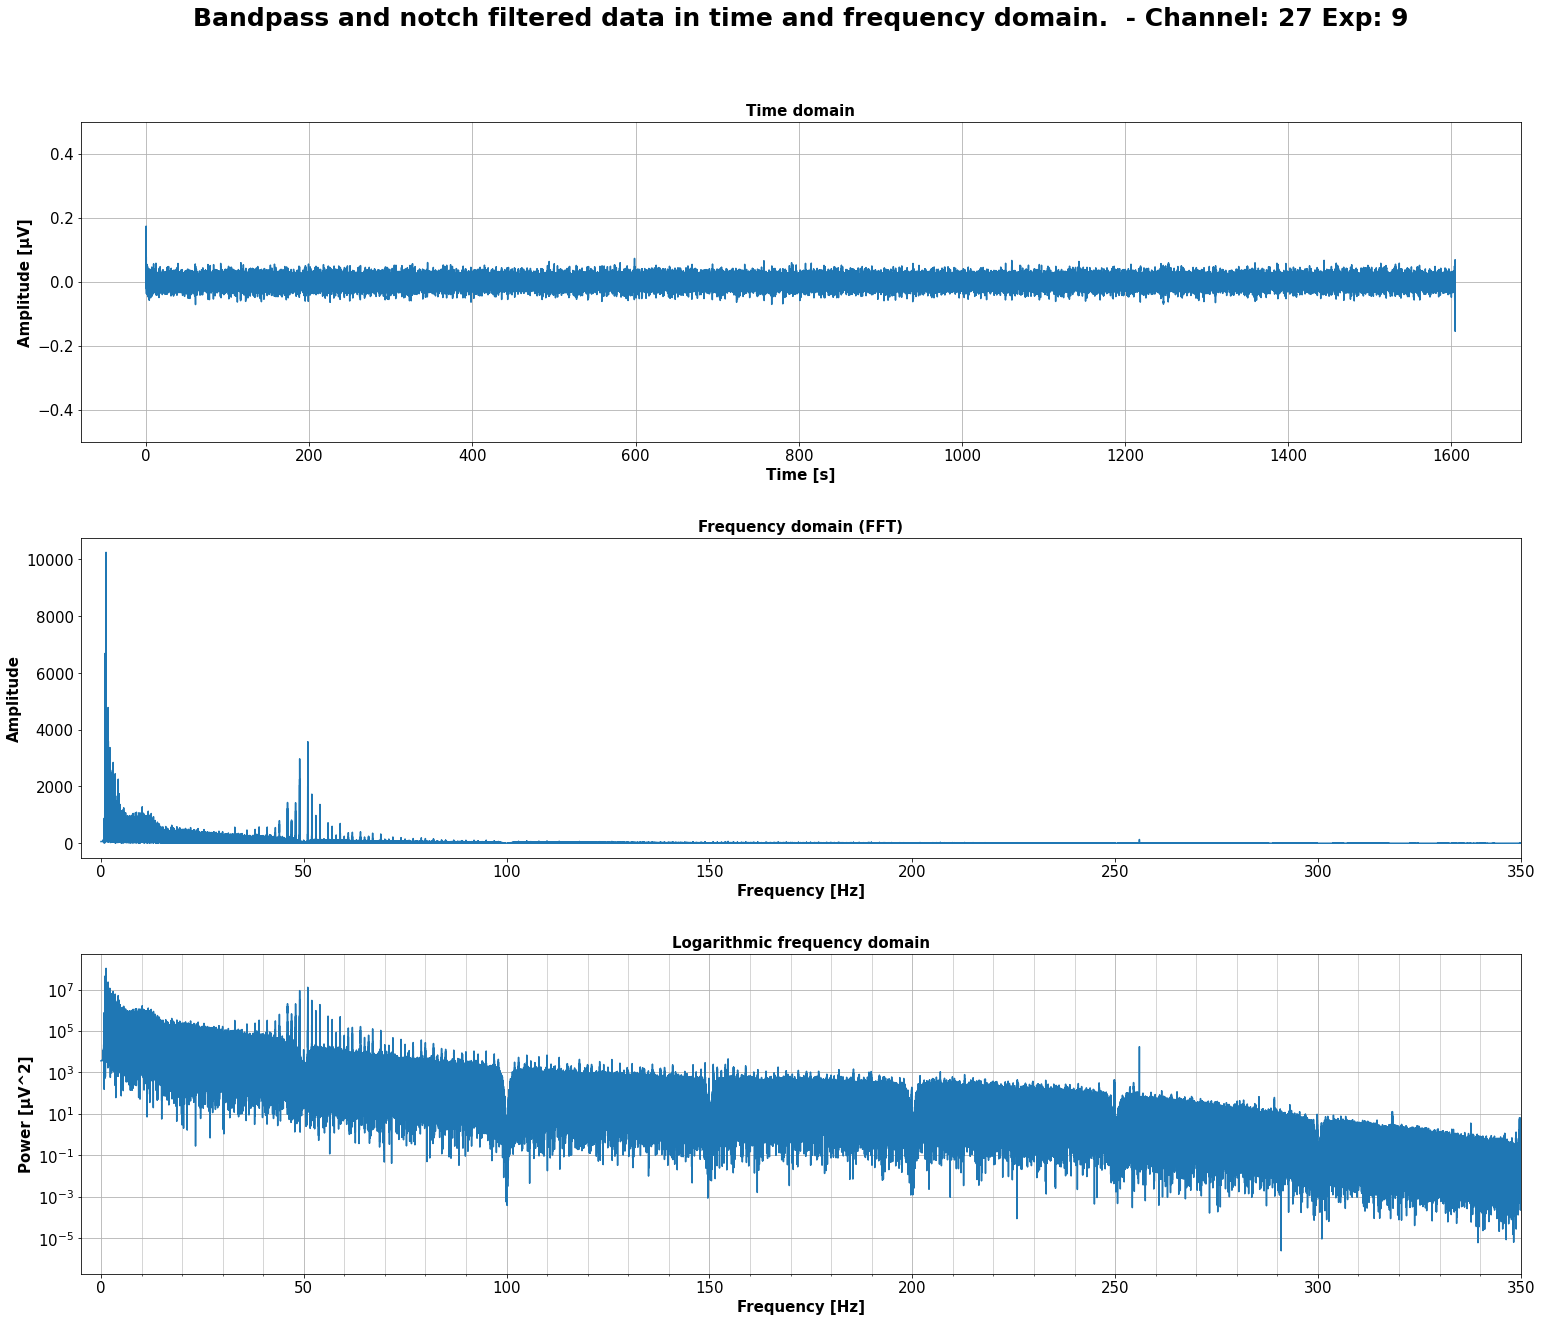 Bandpass and notch filtered data in time and frequency domain.  - Channel: 27 Exp: 9
Time domain
Amplitude [µV]
0.4
0.2
0.0
−0.2
−0.4
0 200 400 600 800 1000 1200 1400 1600
Time [s]
Frequency domain (FFT)
Amplitude
10000
8000
6000
4000
2000
0
0 50 100 150 200 250 300 350
Frequency [Hz]
Logarithmic frequency domain
Power [µV^2]
10^7
10^5
10^3
10^1
10^−1
10^−3
10^−5
0 50 100 150 200 250 300 350
Frequency [Hz]